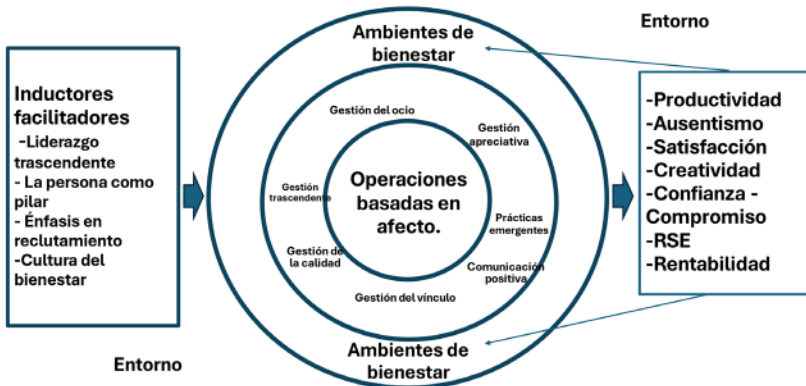 Entorno
Ambientes de
bienestar
Inductores
facilitadores
-Liderazgo
trascendente
- La persona como
pilar
- Énfasis en
reclutamiento
-Cultura del
bienestar
Gestión del ocio
Gestión
apreciativa
Gestión
trascendente
Operaciones
basadas en
afecto.
Prácticas
emergentes
Gestión de
la calidad
Comunicación
positiva
Gestión del vínculo
Ambientes de
bienestar
-Productividad
-Ausentismo
-Satisfacción
-Creatividad
-Confianza -
Compromiso
-RSE
-Rentabilidad
Entorno